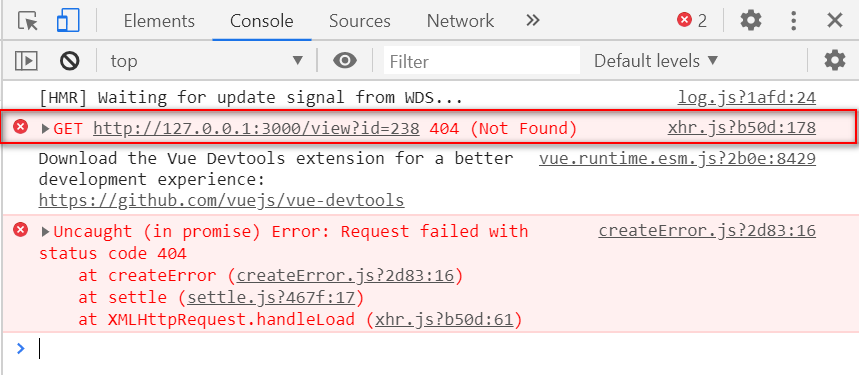 Elements Console Sources Network 2
top Filter Default levels
[HMR] Waiting for update signal from WDS... log.js?1afd:24
GET http://127.0.0.1:3000/view?id=238 404 (Not Found) xhr.js?b50d:178
Download the Vue Devtools extension for a better vue.runtime.esm.js?2b0e:8429
development experience:
https://github.com/vuejs/vue-devtools
Uncaught (in promise) Error: Request failed with createError.js?2d83:16
status code 404
at createError (createError.js?2d83:16)
at settle (settle.js?467f:17)
at XMLHttpRequest.handleLoad (xhr.js?b50d:61)